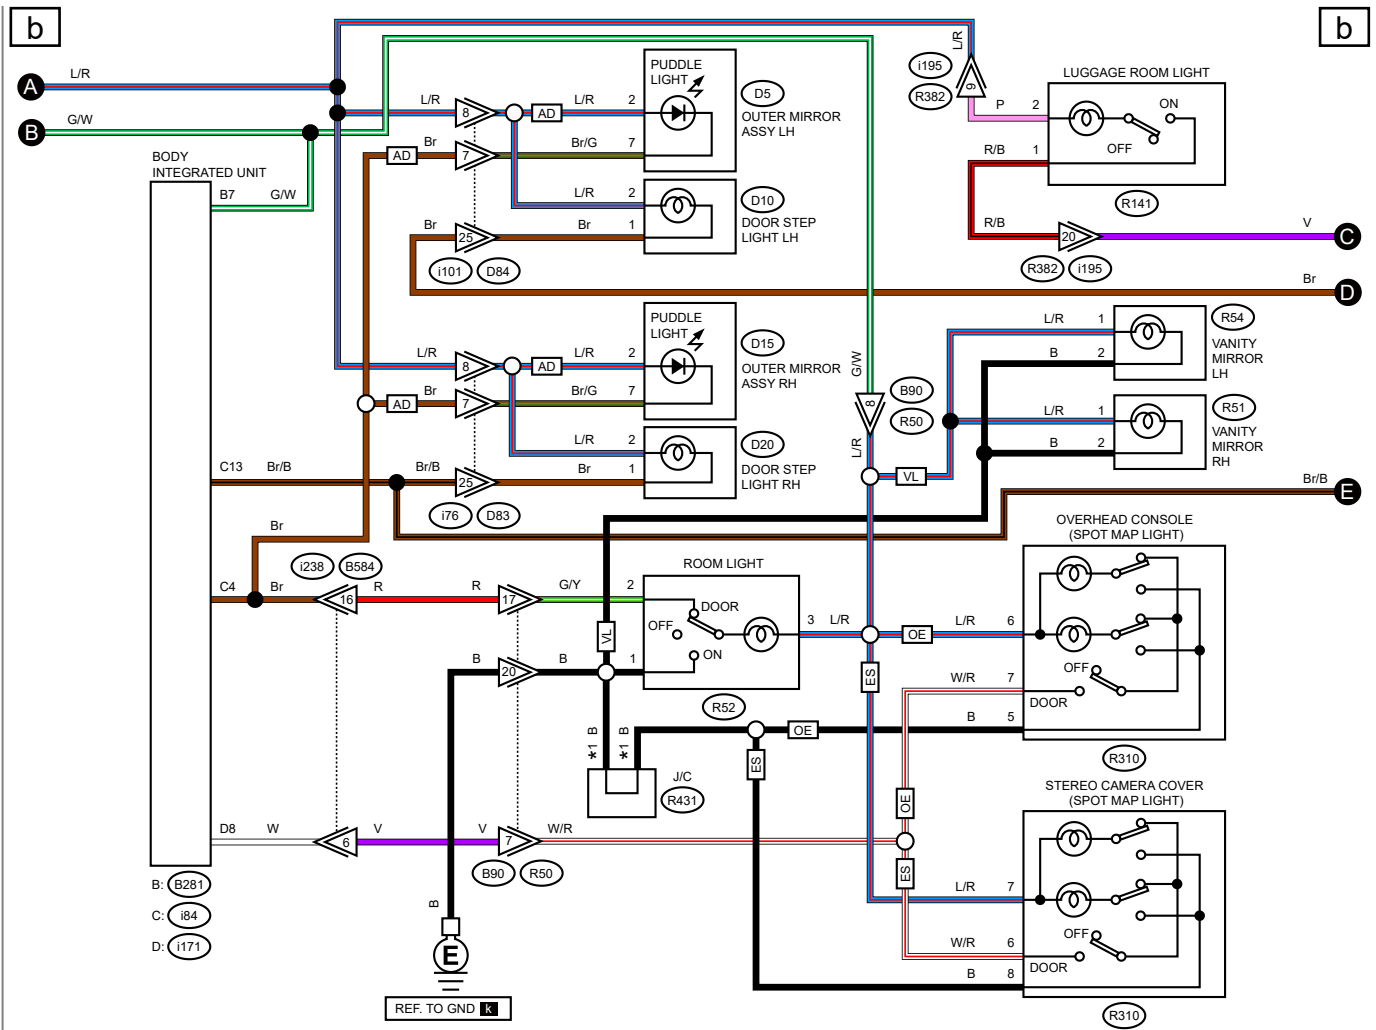 b
b
A
L/R
B
G/W
BODY
INTEGRATED UNIT
B7
G/W
L/R
8
AD
L/R
2
AD
Br
7
Br/G
7
L/R
2
Br
25
Br
1
i101
D84
PUDDLE
LIGHT
D5
OUTER MIRROR
ASSY LH
D10
DOOR STEP
LIGHT LH
L/R
i195
R382
9
LUGGAGE ROOM LIGHT
P
2
ON
OFF
R/B
1
R141
R/B
20
V
C
R382
i195
Br
D
L/R
8
AD
L/R
2
AD
Br
7
Br/G
7
L/R
2
C13
Br/B
Br/B
25
Br
1
i76
D83
PUDDLE
LIGHT
D15
OUTER MIRROR
ASSY RH
D20
DOOR STEP
LIGHT RH
G/W
8
B90
R50
L/R
VL
L/R
1
B
2
R54
VANITY
MIRROR
LH
L/R
1
B
2
R51
VANITY
MIRROR
RH
Br/B
E
Br
i238
B584
C4
Br
16
R
R
17
G/Y
2
ROOM LIGHT
DOOR
OFF
ON
3
L/R
VL
B
20
B
1
R52
OE
L/R
6
OVERHEAD CONSOLE
(SPOT MAP LIGHT)
ES
W/R
7
OFF
DOOR
B
5
R310
*1 B
*1 B
OE
ES
J/C
R431
D8
W
6
V
V
7
W/R
B90
R50
OE
ES
STEREO CAMERA COVER
(SPOT MAP LIGHT)
L/R
7
W/R
6
OFF
DOOR
B
8
R310
B: B281
C: i84
D: i171
B
E
REF. TO GND k